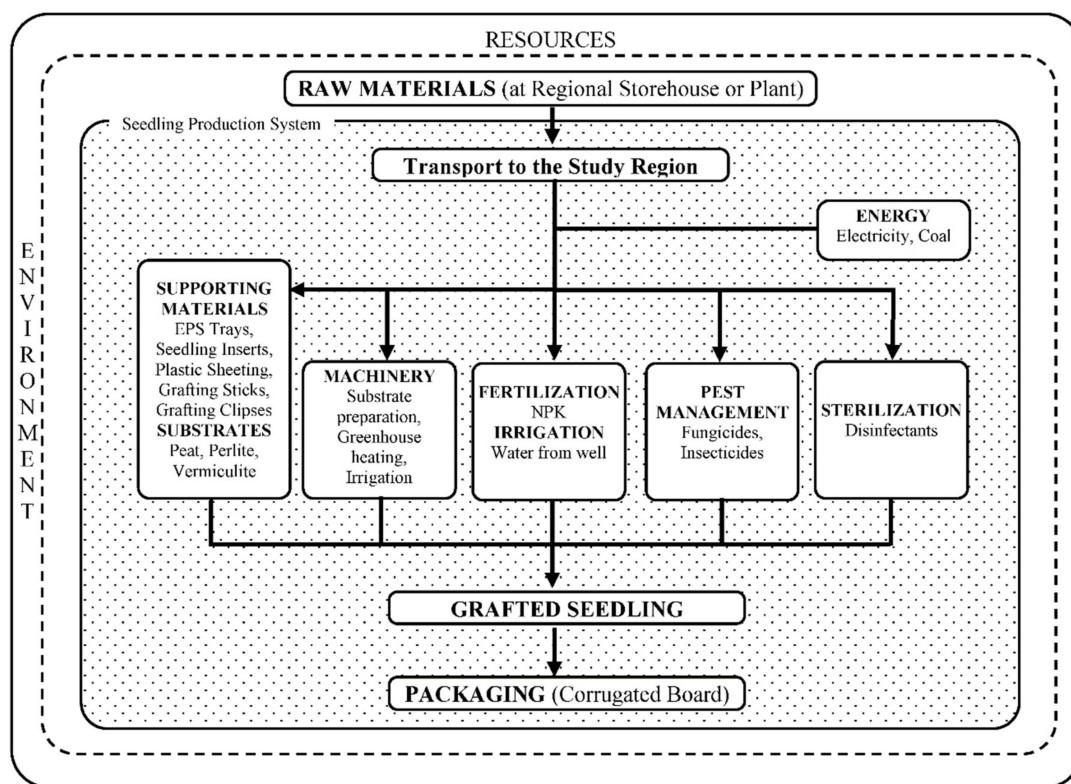 RESOURCES
RAW MATERIALS (at Regional Storehouse or Plant)
Seedling Production System
Transport to the Study Region
ENERGY
Electricity, Coal
ENVIRONMENT
SUPPORTING
MATERIALS
EPS Trays,
Seedling Inserts,
Plastic Sheeting,
Grafting Sticks,
Grafting Clipses
SUBSTRATES
Peat, Perlite,
Vermiculite
MACHINERY
Substrate
preparation,
Greenhouse
heating,
Irrigation
FERTILIZATION
NPK
IRRIGATION
Water from well
PEST
MANAGEMENT
Fungicides,
Insecticides
STERILIZATION
Disinfectants
GRAFTED SEEDLING
PACKAGING (Corrugated Board)